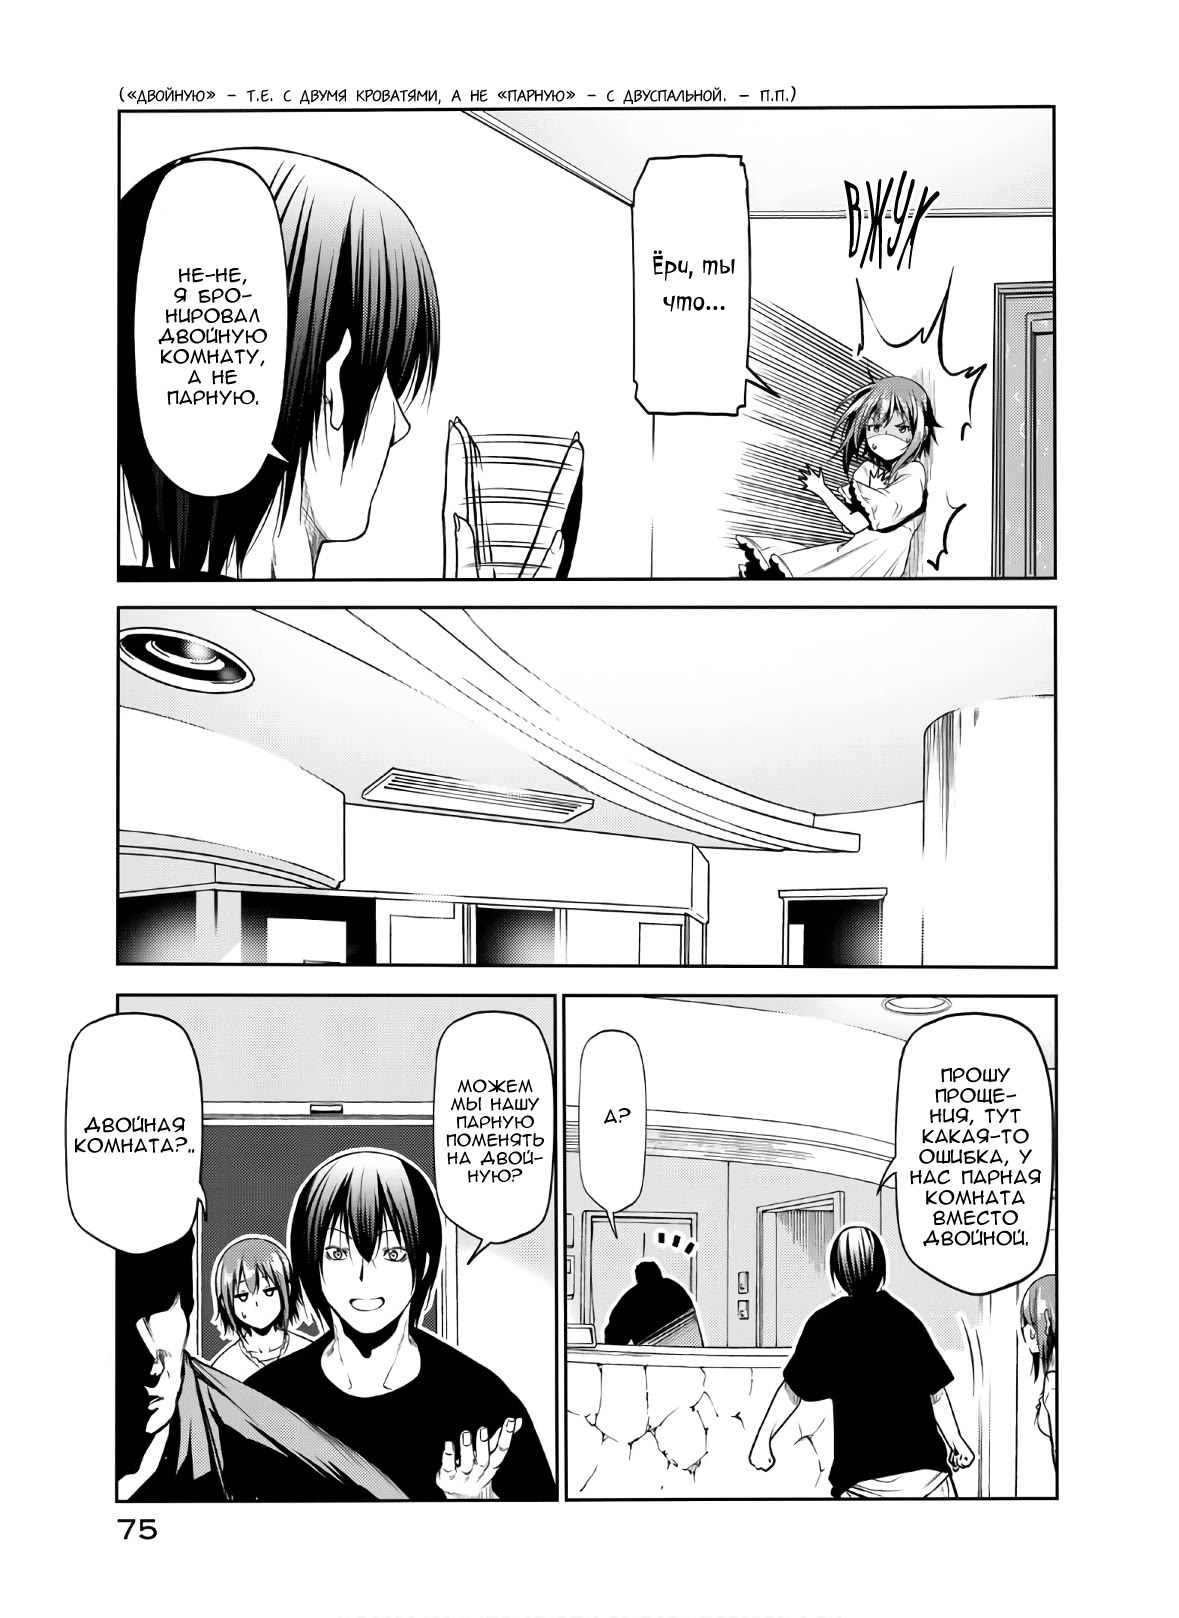 («ДВОЙНУЮ» – Т.Е. С ДВУМЯ КРОВАТЯМИ, А НЕ «ПАРНУЮ» – С ДВУСПАЛЬНОЙ. – П.П.)
ВЖУХ
Ёри, ты
что...
НЕ-НЕ,
Я БРО-
НИРОВАЛ
ДВОЙНУЮ
КОМНАТУ,
А НЕ
ПАРНУЮ.
ПРОШУ
ПРОЩЕ-
НИЯ, ТУТ
КАКАЯ-ТО
ОШИБКА, У
НАС ПАРНАЯ
КОМНАТА
ВМЕСТО
ДВОЙНОЙ.
А?
МОЖЕМ
МЫ НАШУ
ПАРНУЮ
ПОМЕНЯТЬ
НА ДВОЙ-
НУЮ?
ДВОЙНАЯ
КОМНАТА?..
75